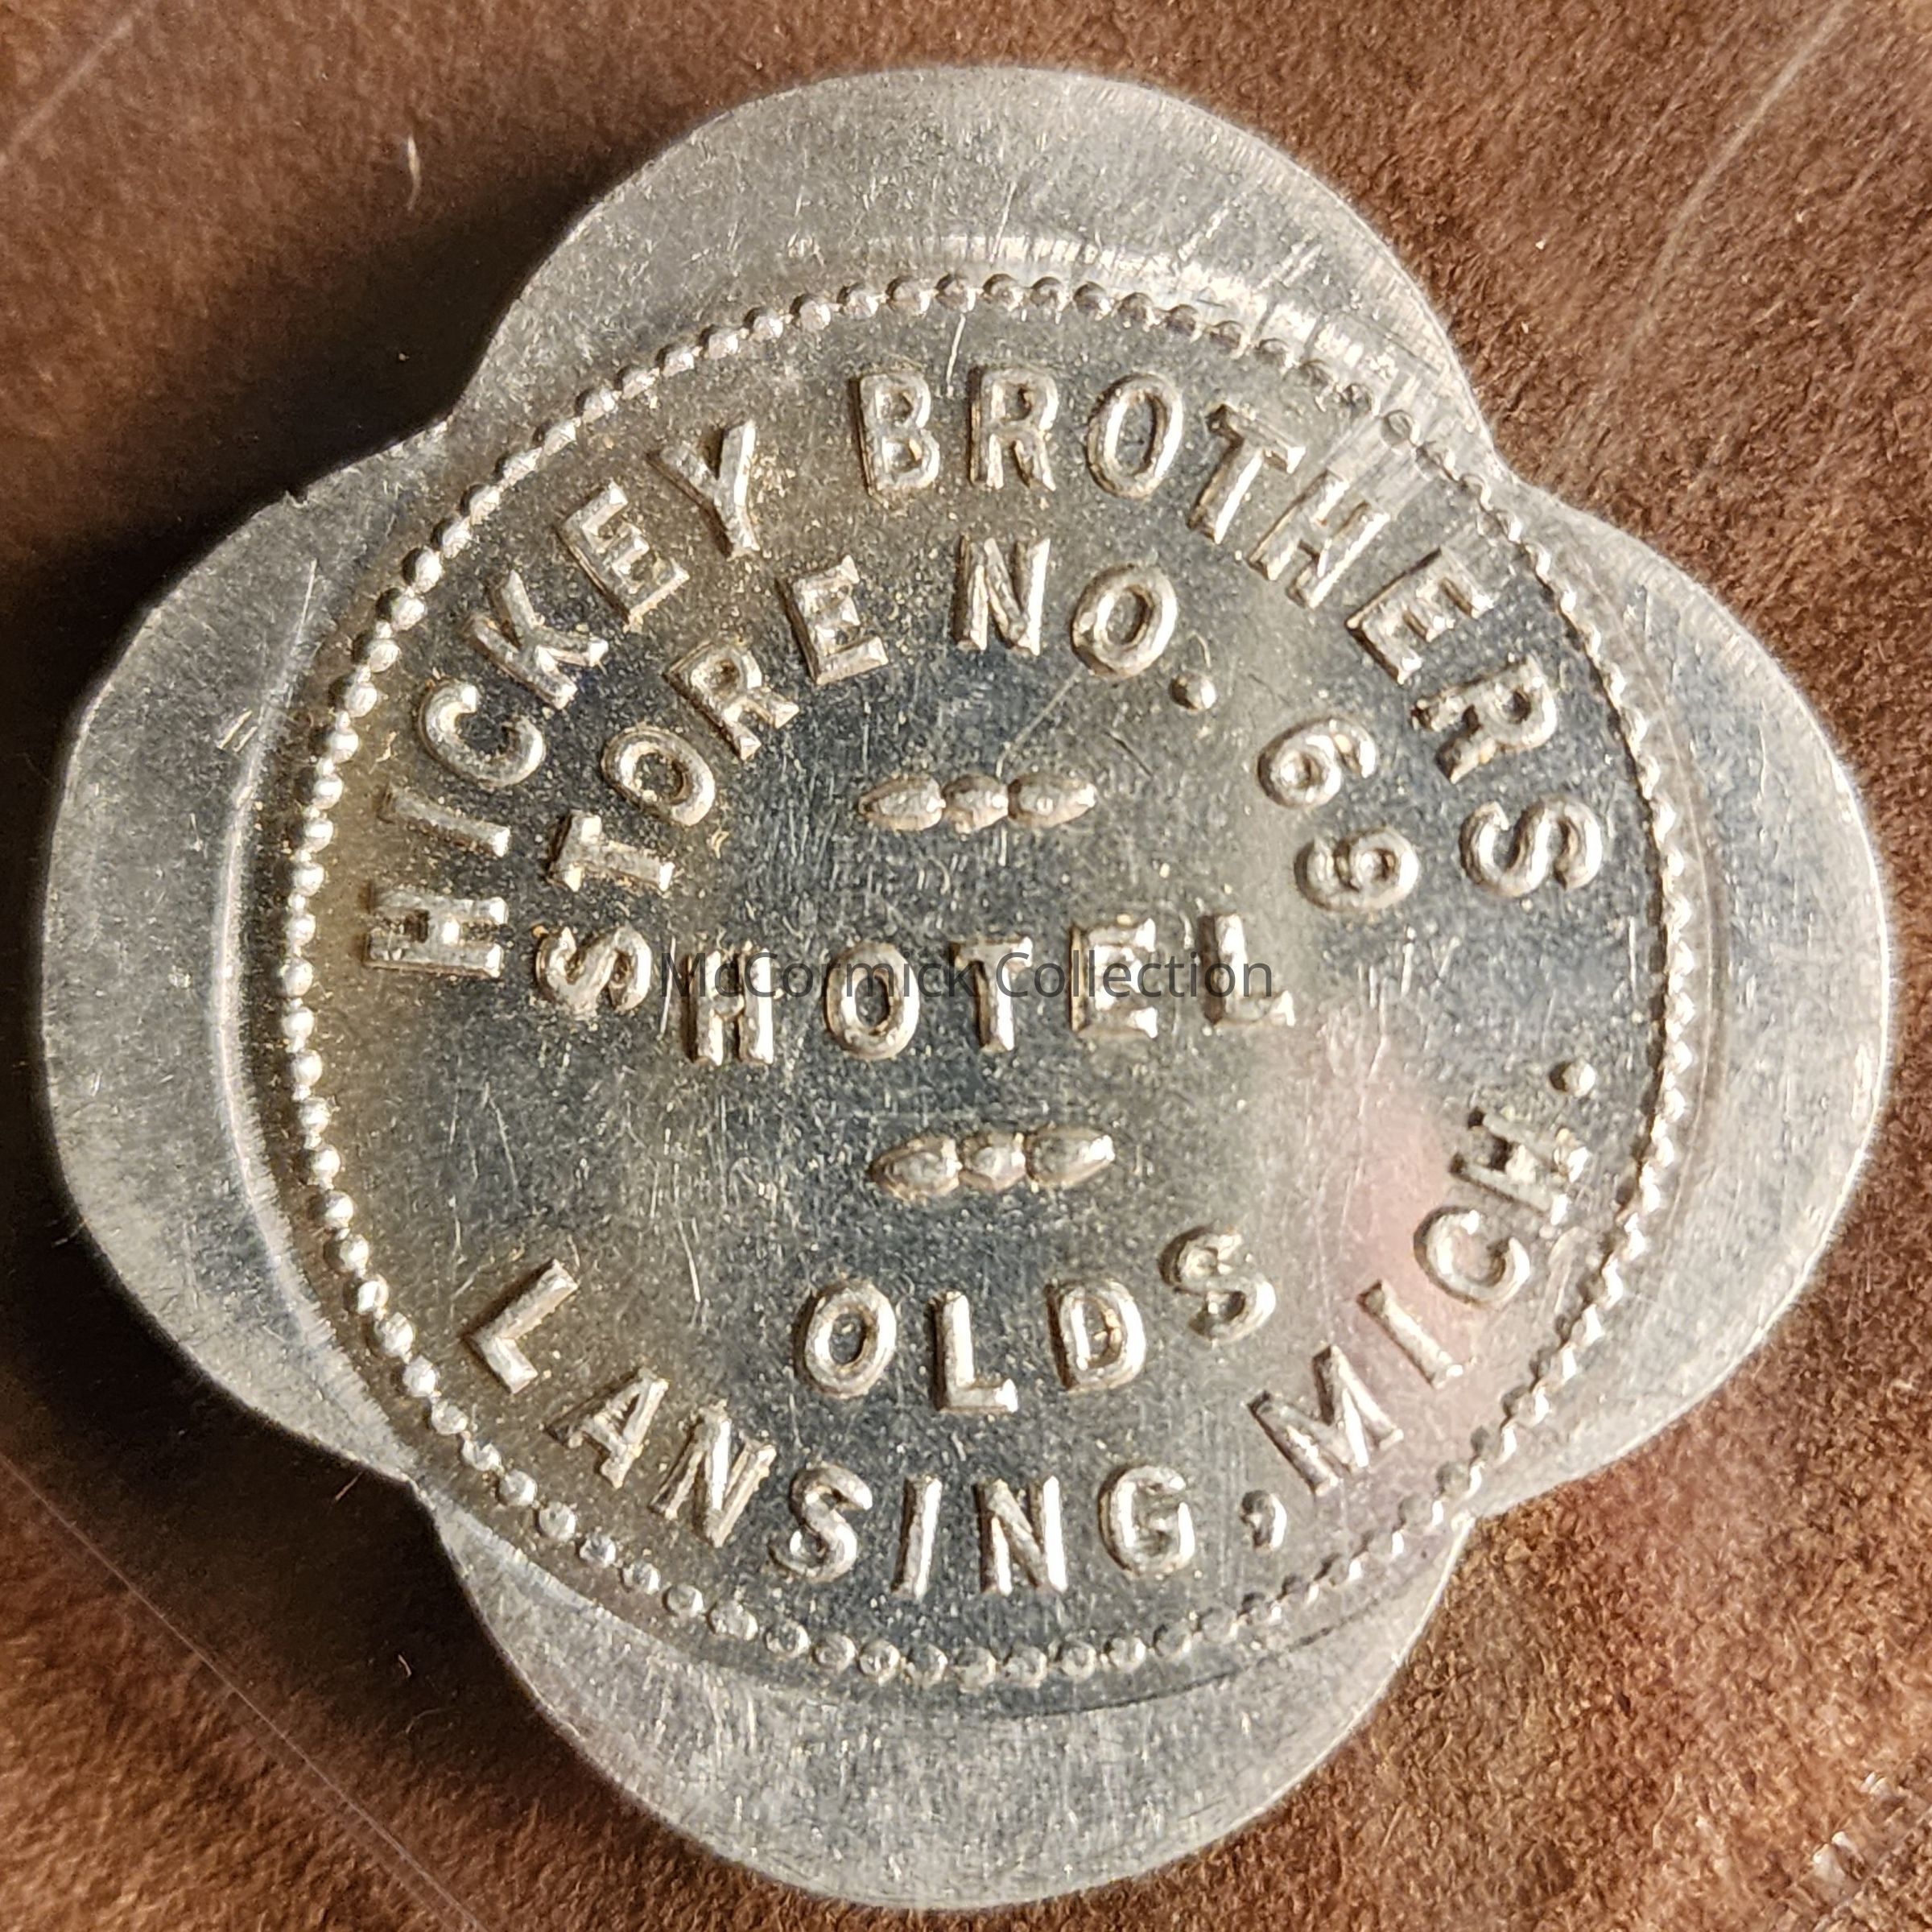 HICKEY BROTHERS
STORE NO. 69
HOTEL
OLDS
LANSING, MICH.
McCormick Collection